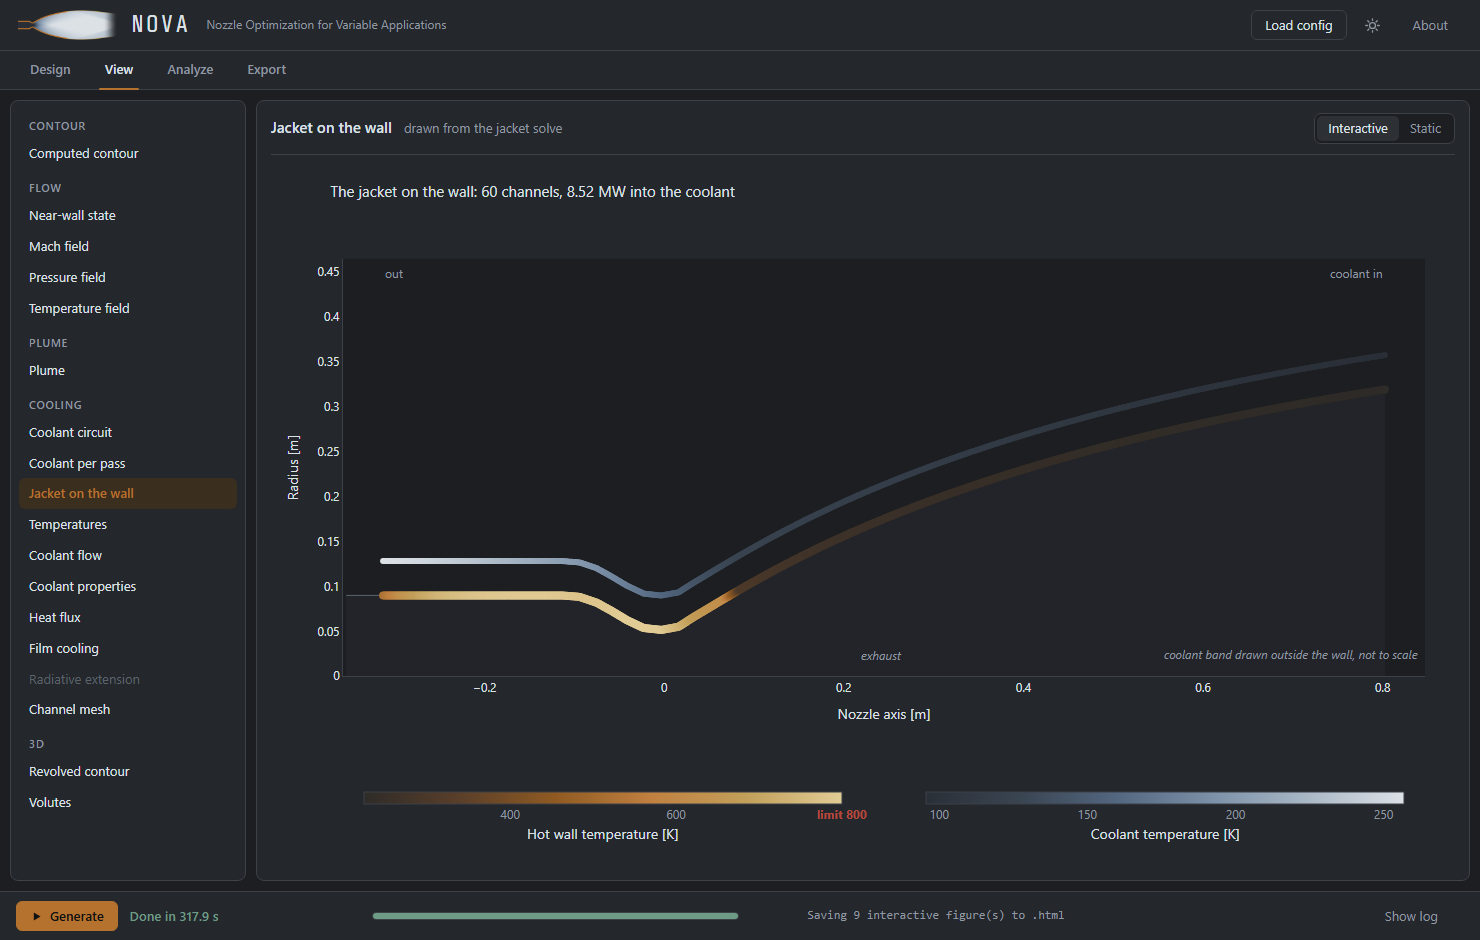 NOVA
Nozzle Optimization for Variable Applications
Load config
About
Design
View
Analyze
Export
CONTOUR
Computed contour
FLOW
Near-wall state
Mach field
Pressure field
Temperature field
PLUME
Plume
COOLING
Coolant circuit
Coolant per pass
Jacket on the wall
Temperatures
Coolant flow
Coolant properties
Heat flux
Film cooling
Radiative extension
Channel mesh
3D
Revolved contour
Volutes
Jacket on the wall drawn from the jacket solve
Interactive Static
The jacket on the wall: 60 channels, 8.52 MW into the coolant
out
coolant in
0.45
0.4
0.35
0.3
0.25
0.2
0.15
0.1
0.05
0
Radius [m]
exhaust
coolant band drawn outside the wall, not to scale
−0.2 0 0.2 0.4 0.6 0.8
Nozzle axis [m]
400 600 limit 800
Hot wall temperature [K]
100 150 200 250
Coolant temperature [K]
Generate
Done in 317.9 s
Saving 9 interactive figure(s) to .html
Show log